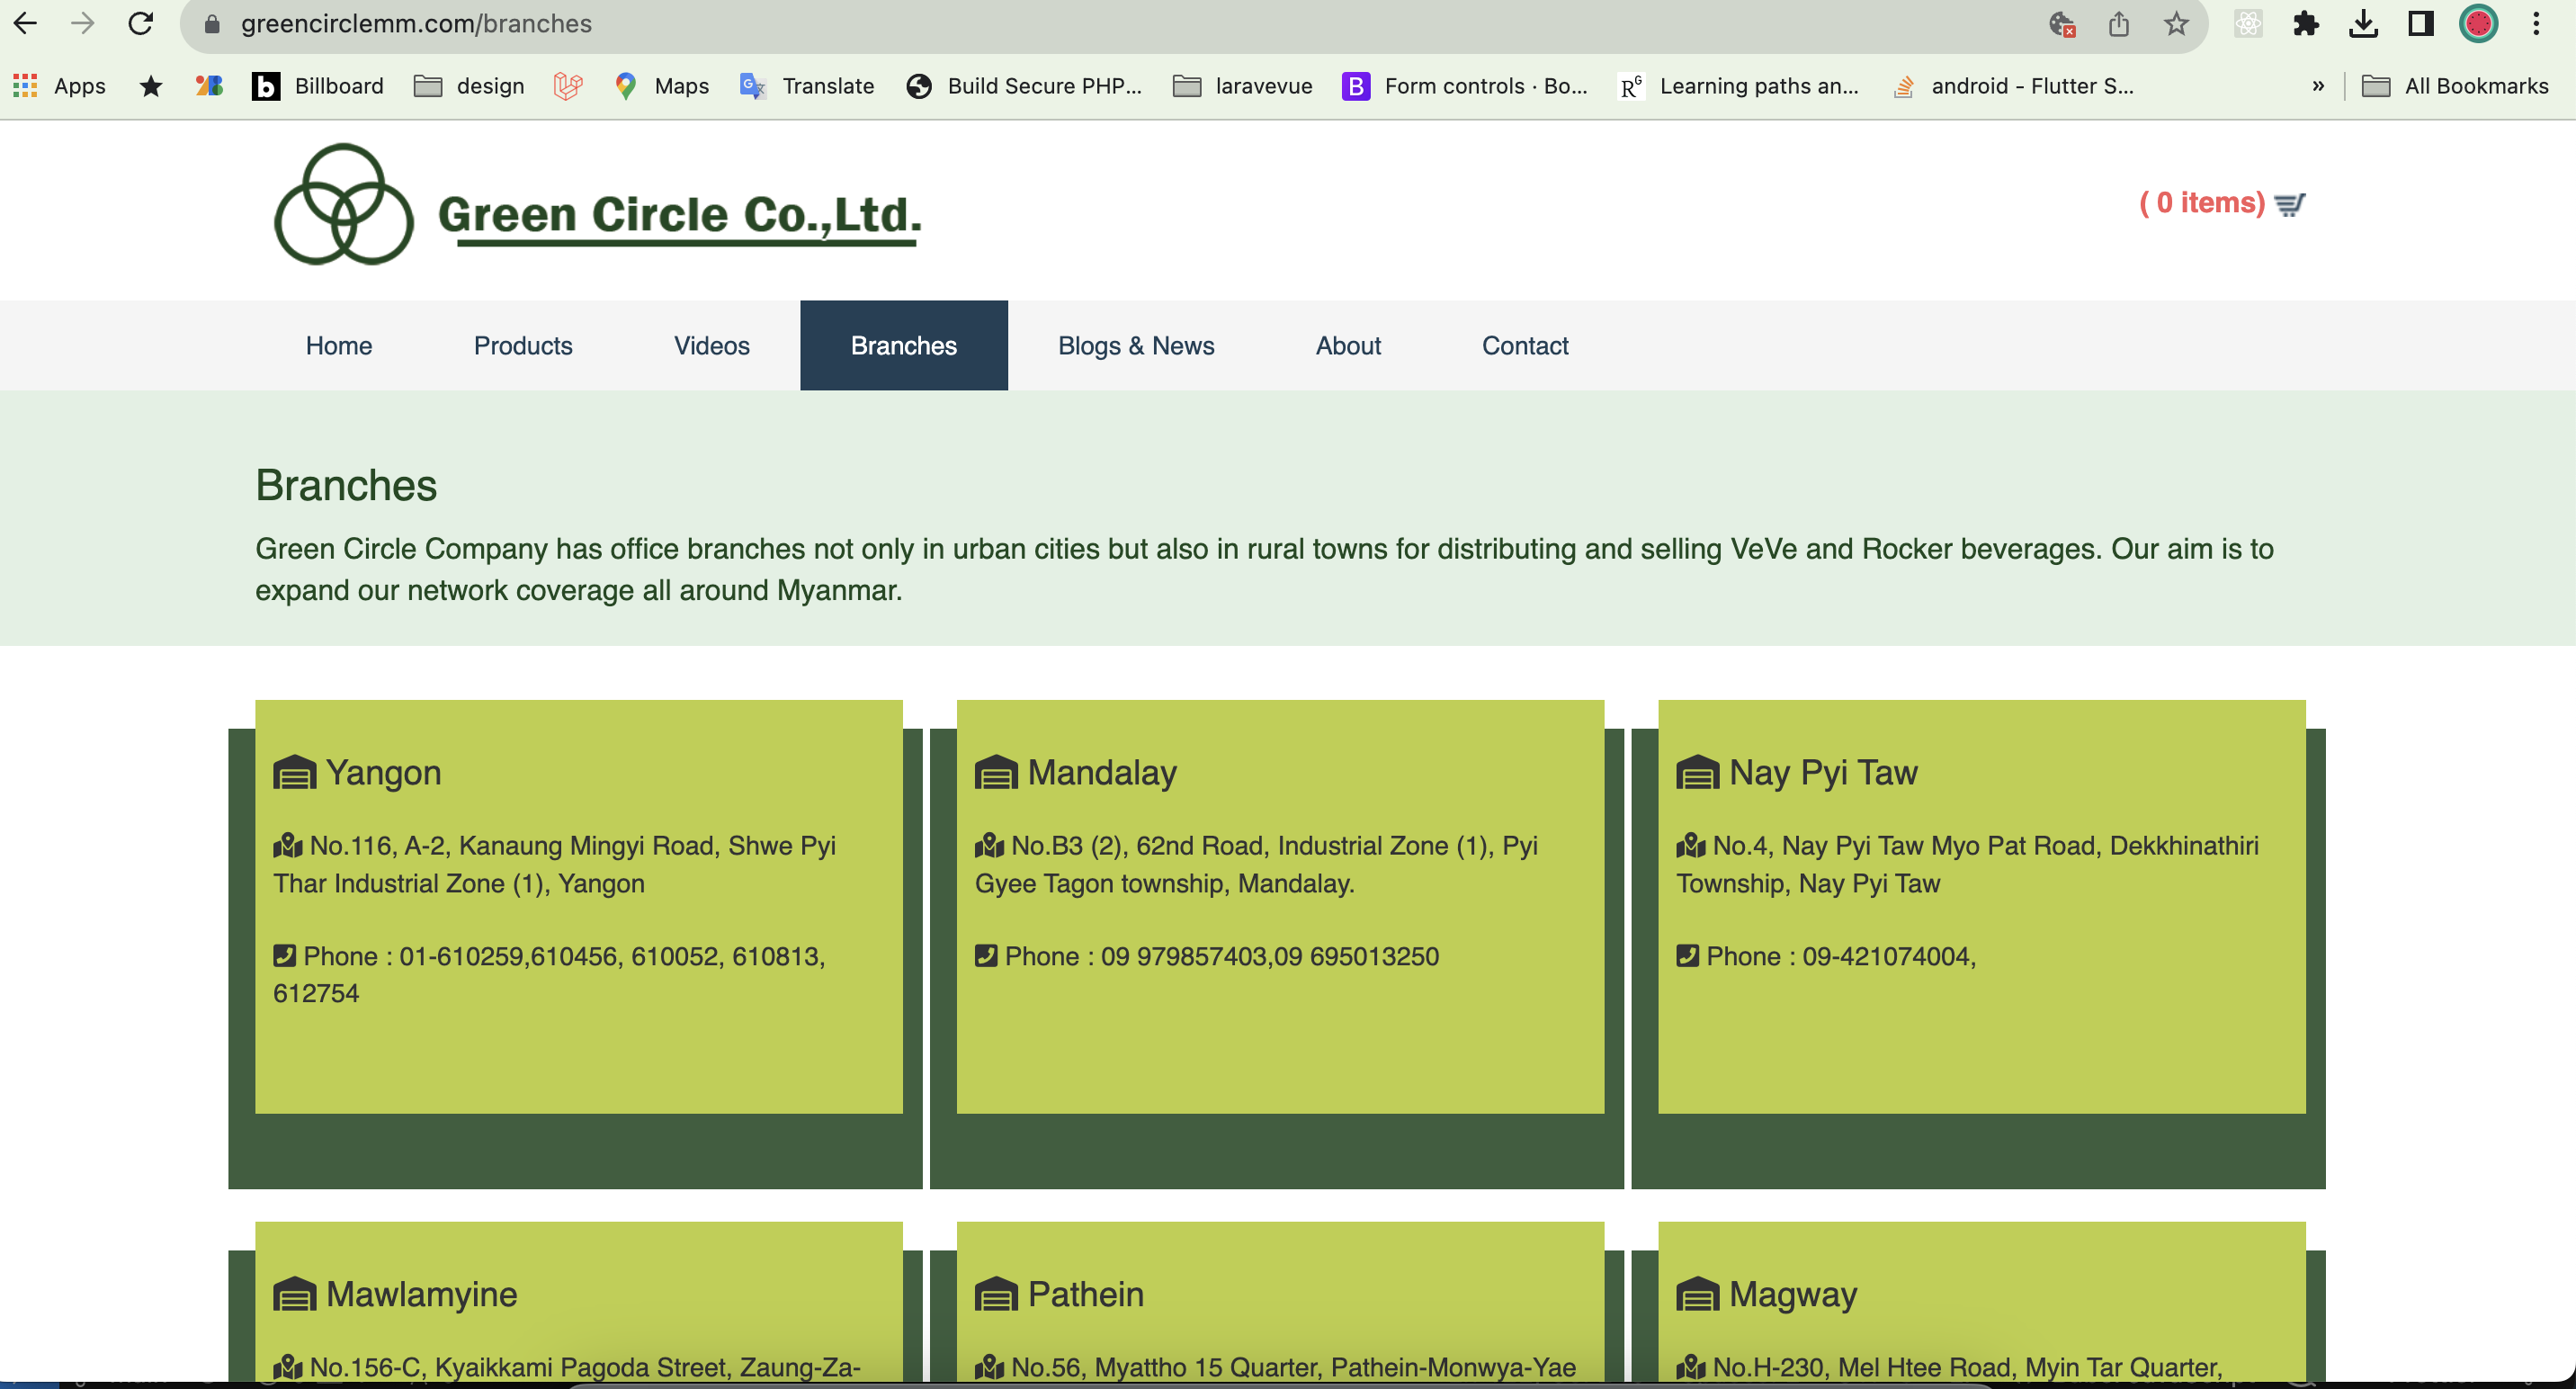 greencirclemm.com/branches
Apps
b Billboard
design
Maps
Translate
Build Secure PHP...
laravevue
B Form controls · Bo...
RG Learning paths an...
android - Flutter S...
»
All Bookmarks
Green Circle Co.,Ltd.
( 0 items)
Home
Products
Videos
Branches
Blogs & News
About
Contact
Branches
Green Circle Company has office branches not only in urban cities but also in rural towns for distributing and selling VeVe and Rocker beverages. Our aim is to
expand our network coverage all around Myanmar.
Yangon
No.116, A-2, Kanaung Mingyi Road, Shwe Pyi
Thar Industrial Zone (1), Yangon
Phone : 01-610259,610456, 610052, 610813,
612754
Mandalay
No.B3 (2), 62nd Road, Industrial Zone (1), Pyi
Gyee Tagon township, Mandalay.
Phone : 09 979857403,09 695013250
Nay Pyi Taw
No.4, Nay Pyi Taw Myo Pat Road, Dekkhinathiri
Township, Nay Pyi Taw
Phone : 09-421074004,
Mawlamyine
No.156-C, Kyaikkami Pagoda Street, Zaung-Za-
Pathein
No.56, Myattho 15 Quarter, Pathein-Monwya-Yae
Magway
No.H-230, Mel Htee Road, Myin Tar Quarter,